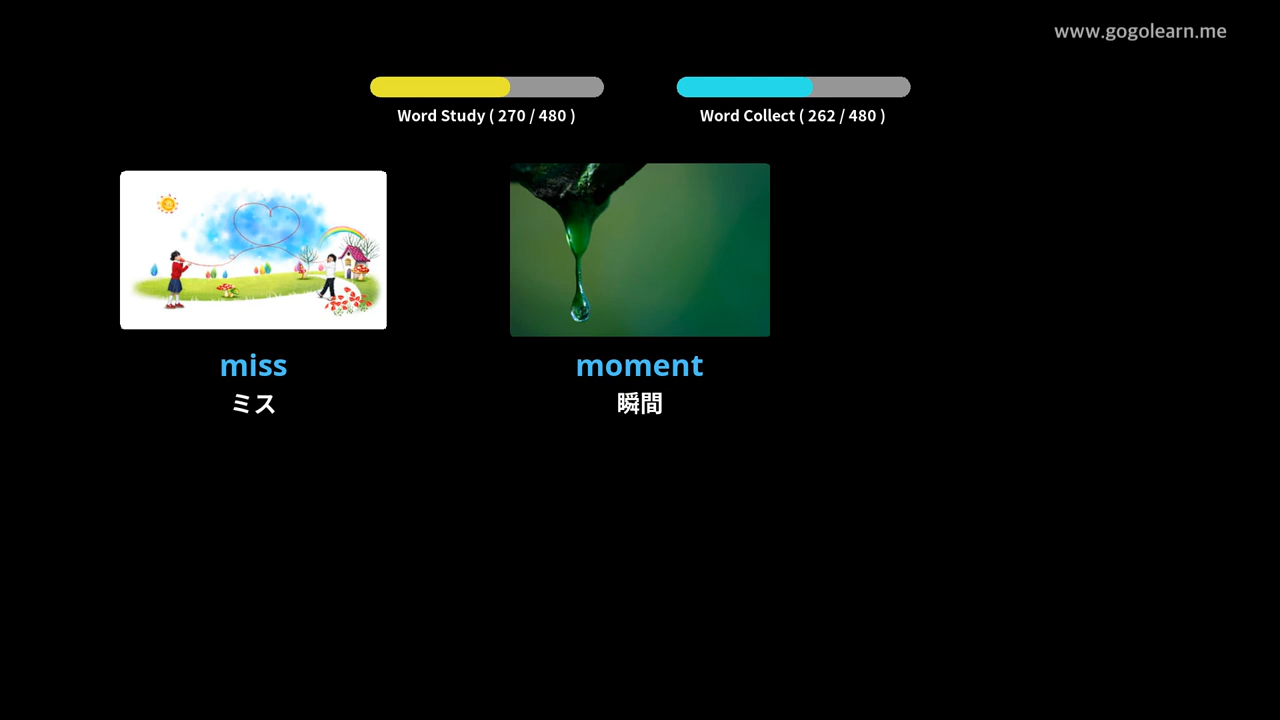 www.gogolearn.me
Word Study ( 270 / 480 )
Word Collect ( 262 / 480 )
miss
ミス
moment
瞬間